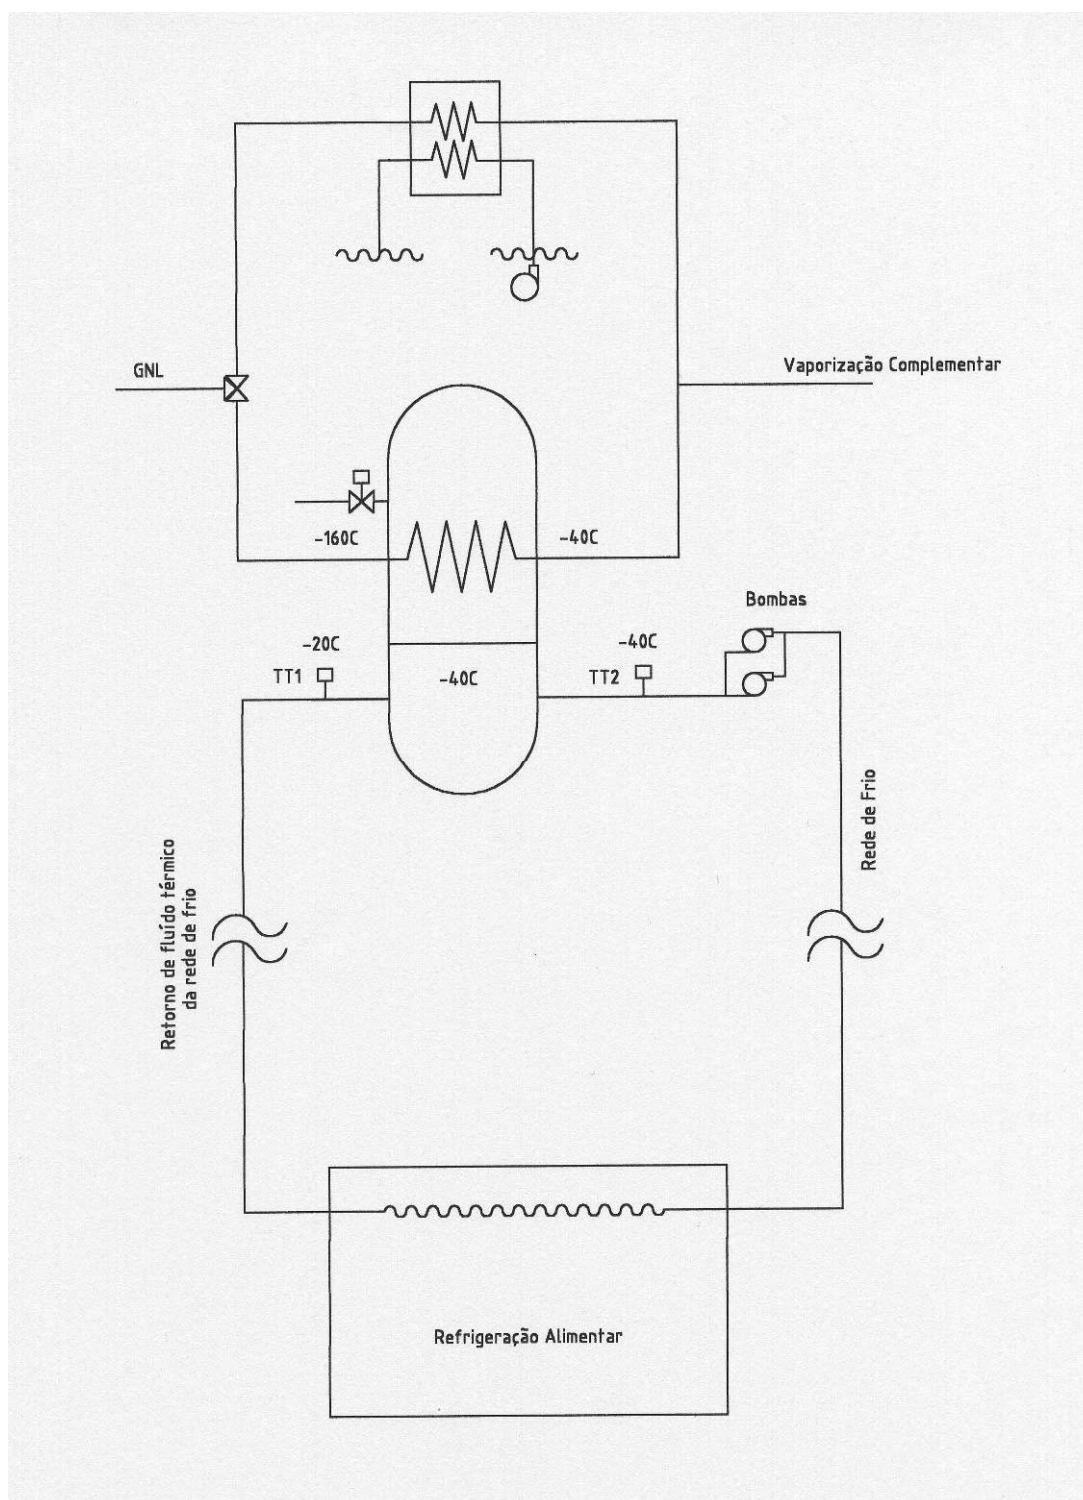 GNL
Vaporização Complementar
-160C
-40C
Bombas
-20C
-40C
TT1
-40C
TT2
Rede de Frio
Retorno de fluído térmico
da rede de frio
Refrigeração Alimentar